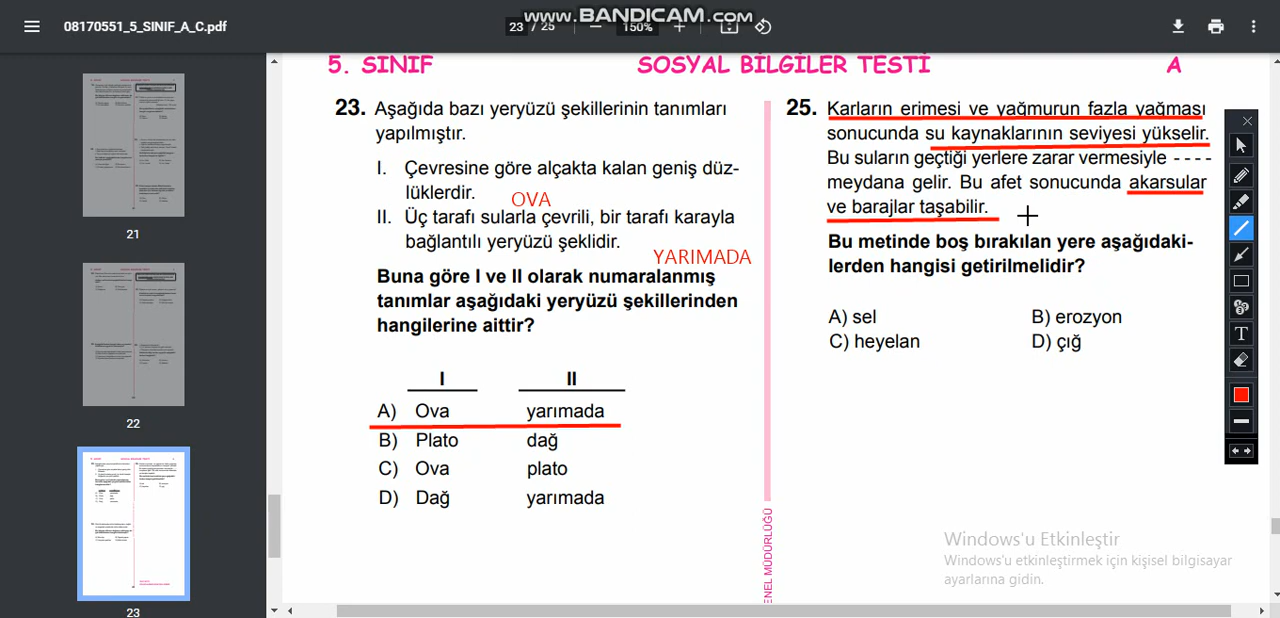 www.BANDICAM.com
08170551_5_SINIF_A_C.pdf
23 / 25
150%
21
22
23
5. SINIF
SOSYAL BİLGİLER TESTİ
A
23. Aşağıda bazı yeryüzü şekillerinin tanımları
yapılmıştır.
I. Çevresine göre alçakta kalan geniş düz-
lüklerdir.
OVA
II. Üç tarafı sularla çevrili, bir tarafı karayla
bağlantılı yeryüzü şeklidir.
YARIMADA
Buna göre I ve II olarak numaralanmış
tanımlar aşağıdaki yeryüzü şekillerinden
hangilerine aittir?
I II
A) Ova yarımada
B) Plato dağ
C) Ova plato
D) Dağ yarımada
ENEL MÜDÜRLÜĞÜ
25. Karların erimesi ve yağmurun fazla yağması
sonucunda su kaynaklarının seviyesi yükselir.
Bu suların geçtiği yerlere zarar vermesiyle ----
meydana gelir. Bu afet sonucunda akarsular
ve barajlar taşabilir.
Bu metinde boş bırakılan yere aşağıdaki-
lerden hangisi getirilmelidir?
A) sel B) erozyon
C) heyelan D) çığ
T
Windows'u Etkinleştir
Windows'u etkinleştirmek için kişisel bilgisayar
ayarlarına gidin.